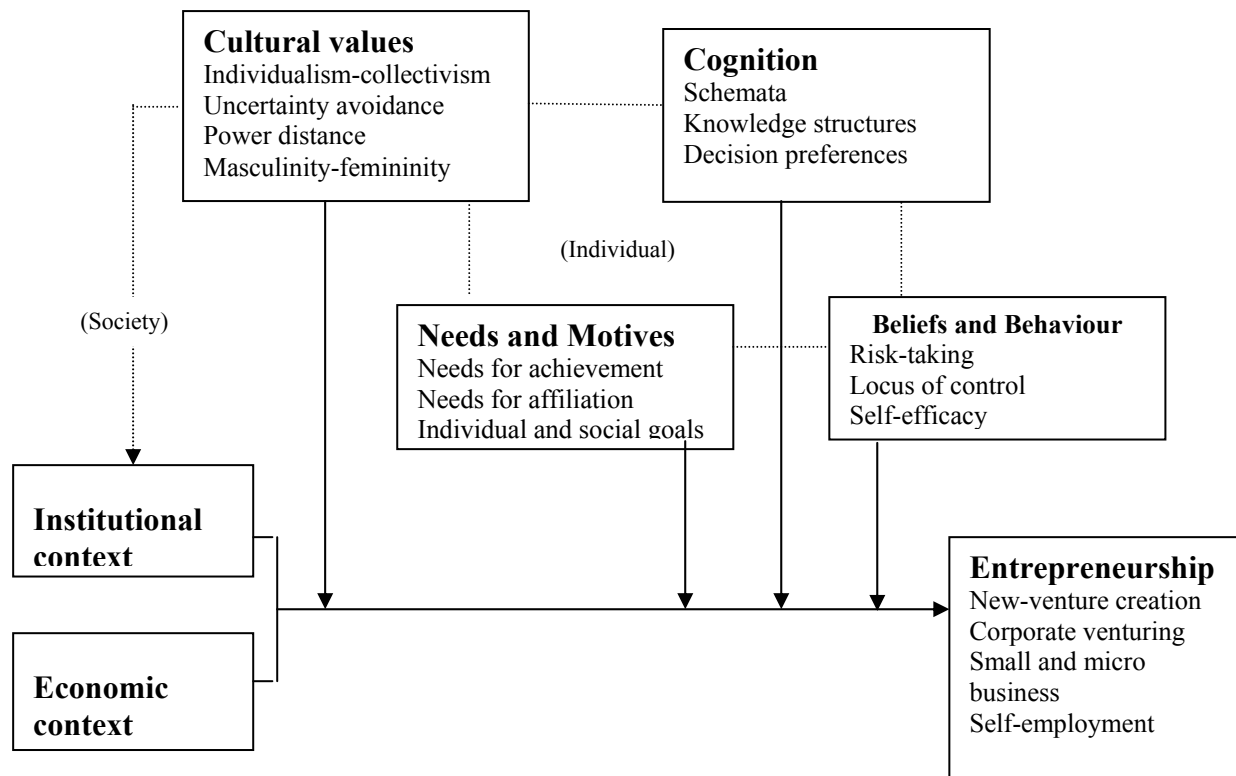 Cultural values
Individualism-collectivism
Uncertainty avoidance
Power distance
Masculinity-femininity
Cognition
Schemata
Knowledge structures
Decision preferences
(Individual)
(Society)
Needs and Motives
Needs for achievement
Needs for affiliation
Individual and social goals
Beliefs and Behaviour
Risk-taking
Locus of control
Self-efficacy
Institutional
context
Economic
context
Entrepreneurship
New-venture creation
Corporate venturing
Small and micro
business
Self-employment